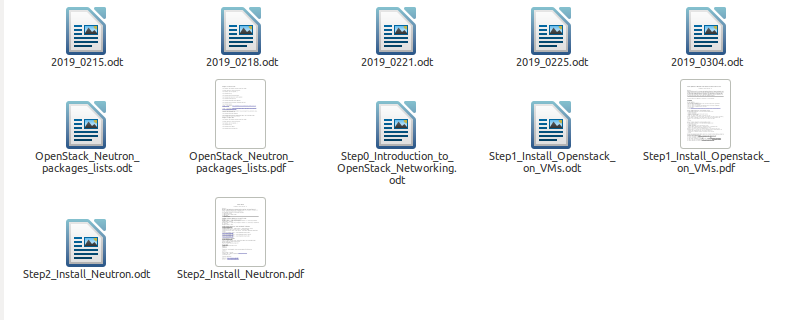 2019_0215.odt
2019_0218.odt
2019_0221.odt
2019_0225.odt
2019_0304.odt
OpenStack_Neutron_
packages_lists.odt
OpenStack_Neutron_
packages_lists.pdf
Step0_Introduction_to_
OpenStack_Networking.
odt
Step1_Install_Openstack_
on_VMs.odt
Step1_Install_Openstack_
on_VMs.pdf
Step2_Install_Neutron.odt
Step2_Install_Neutron.pdf